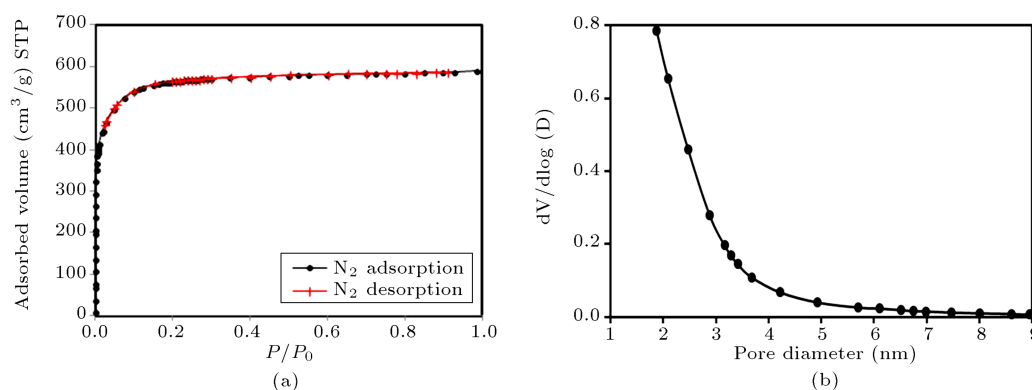 Adsorbed volume (cm³/g) STP
700
600
500
400
300
200
100
0
0.0 0.2 0.4 0.6 0.8 1.0
P/P₀
N₂ adsorption
N₂ desorption
(a)
dV/dlog (D)
0.8
0.6
0.4
0.2
0.0
1 2 3 4 5 6 7 8 9
Pore diameter (nm)
(b)